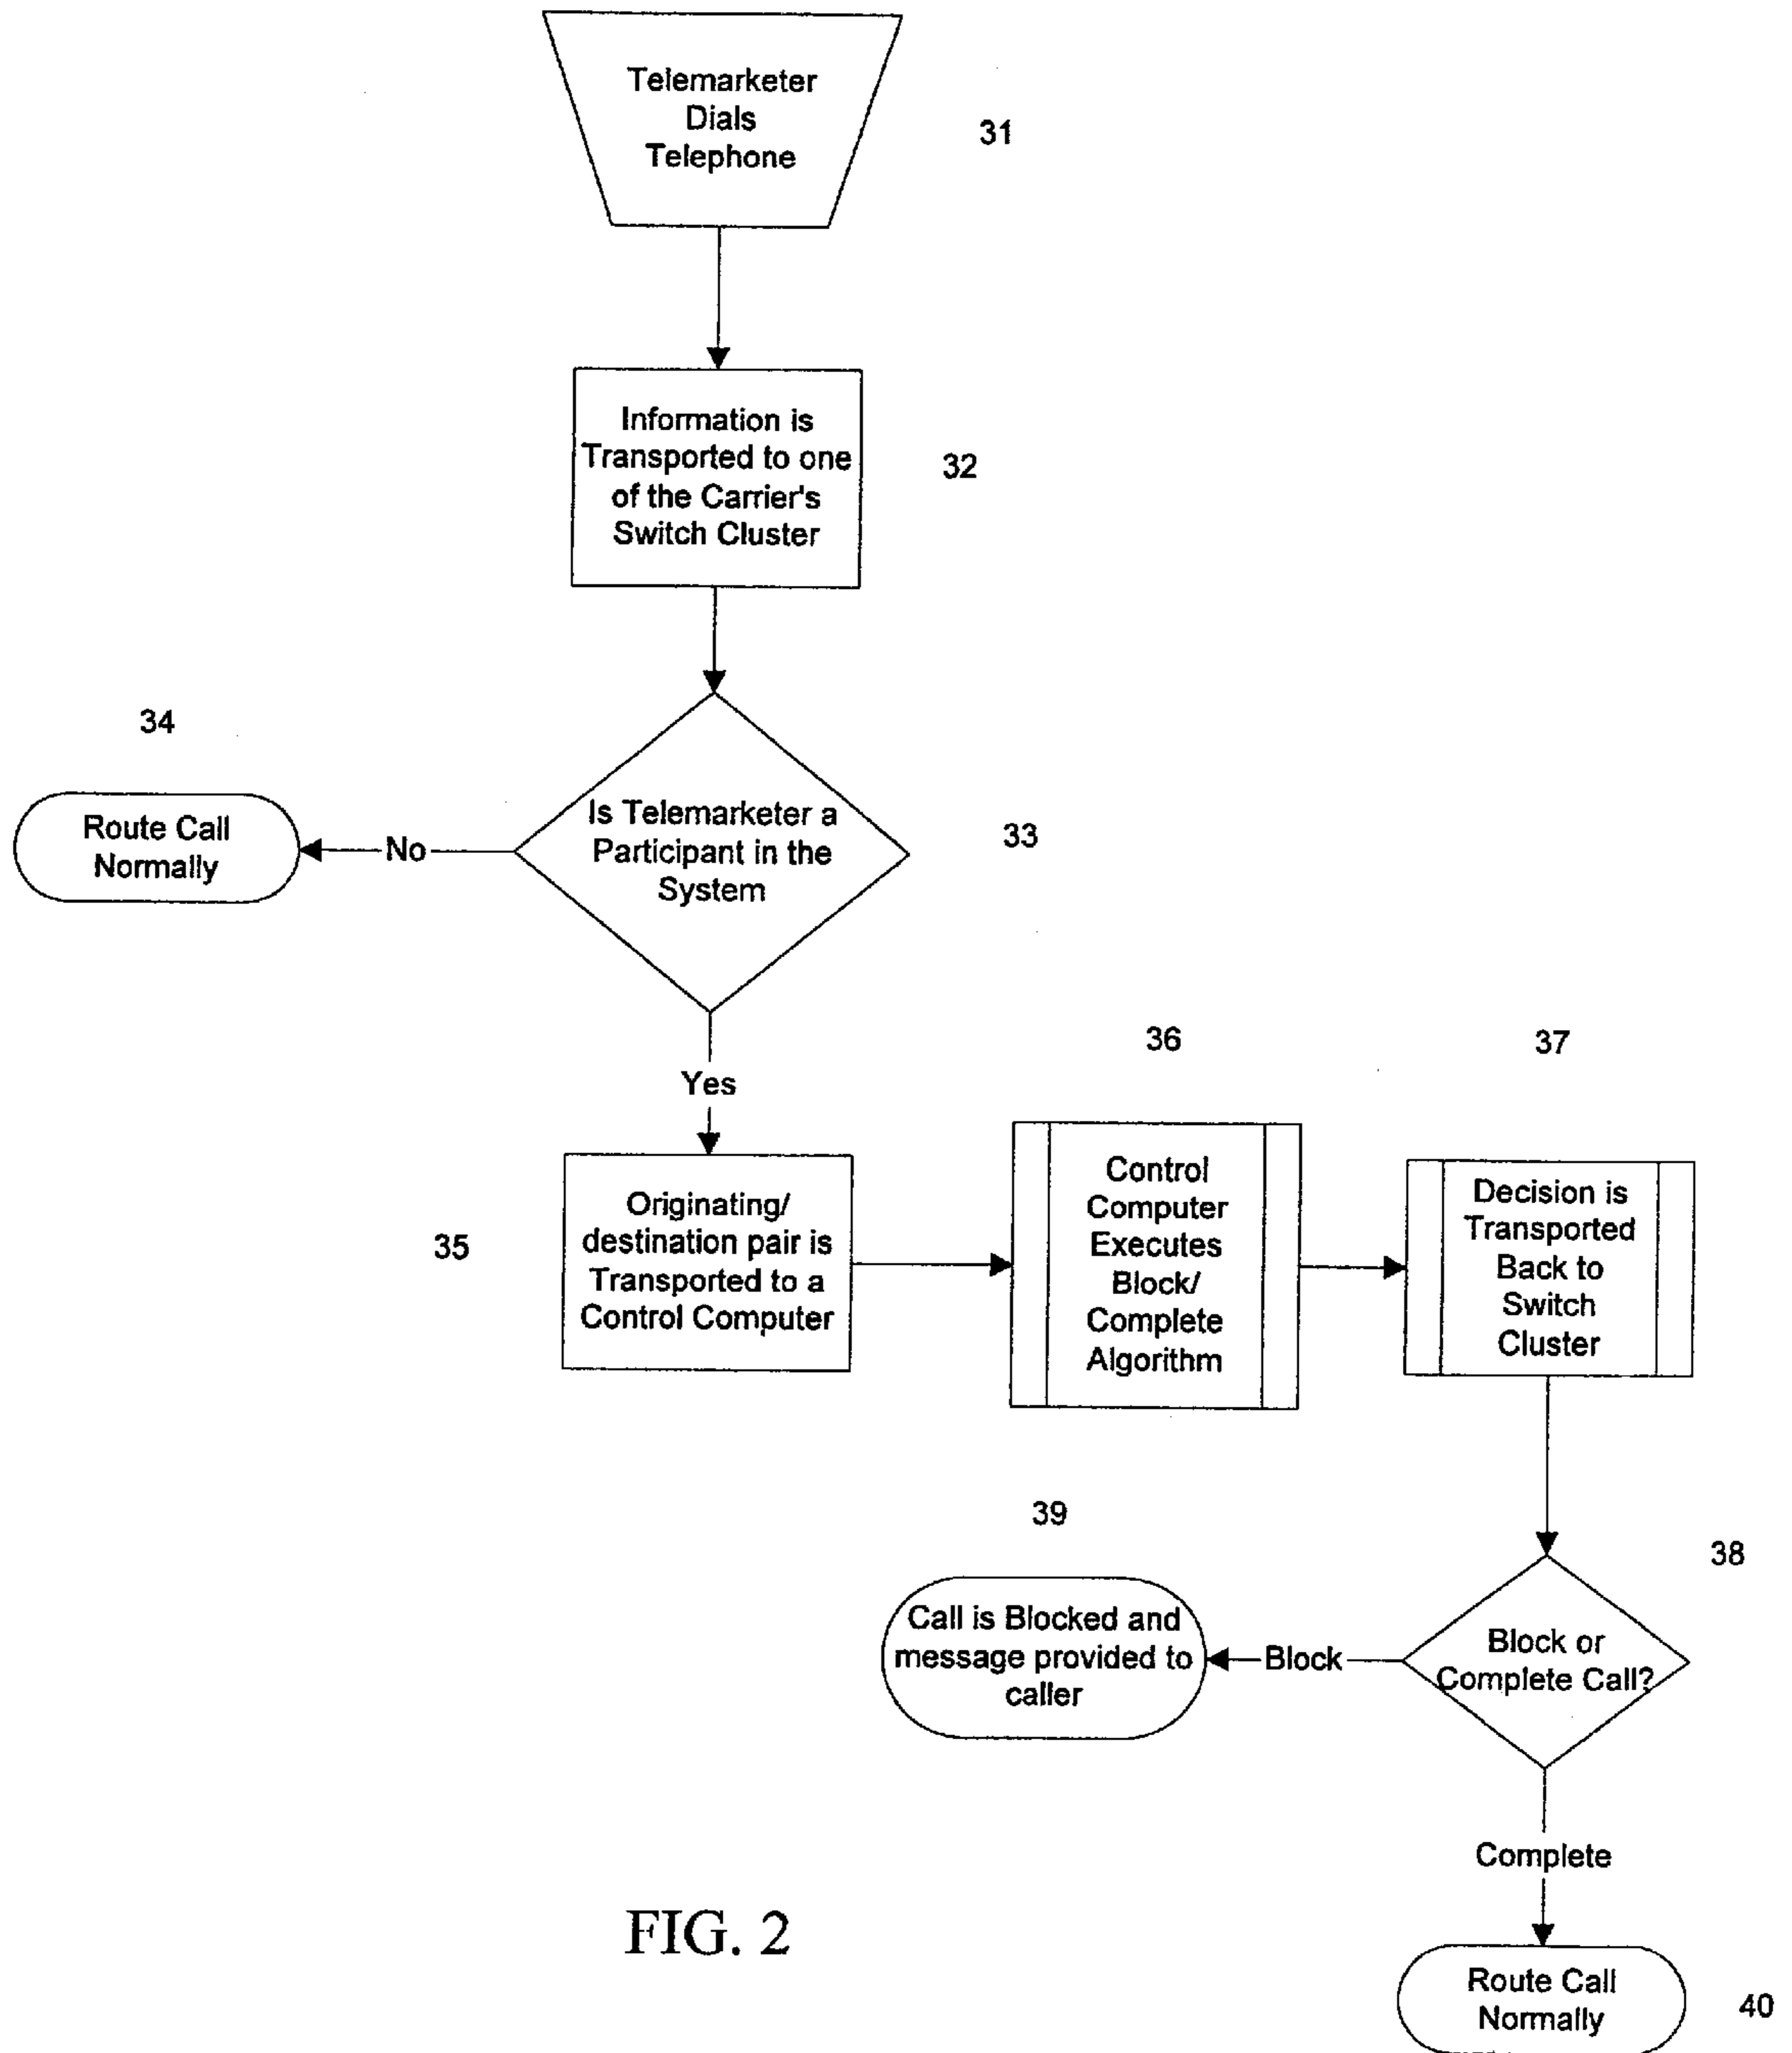 Telemarketer
Dials
Telephone
31
Information is
Transported to one
of the Carrier's
Switch Cluster
32
34
Route Call
Normally
No
Is Telemarketer a
Participant in the
System
33
Yes
35
Originating/
destination pair is
Transported to a
Control Computer
36
Control
Computer
Executes
Block/
Complete
Algorithm
37
Decision is
Transported
Back to
Switch
Cluster
38
Block or
Complete Call?
Block
39
Call is Blocked and
message provided to
caller
Complete
Route Call
Normally
40
FIG. 2